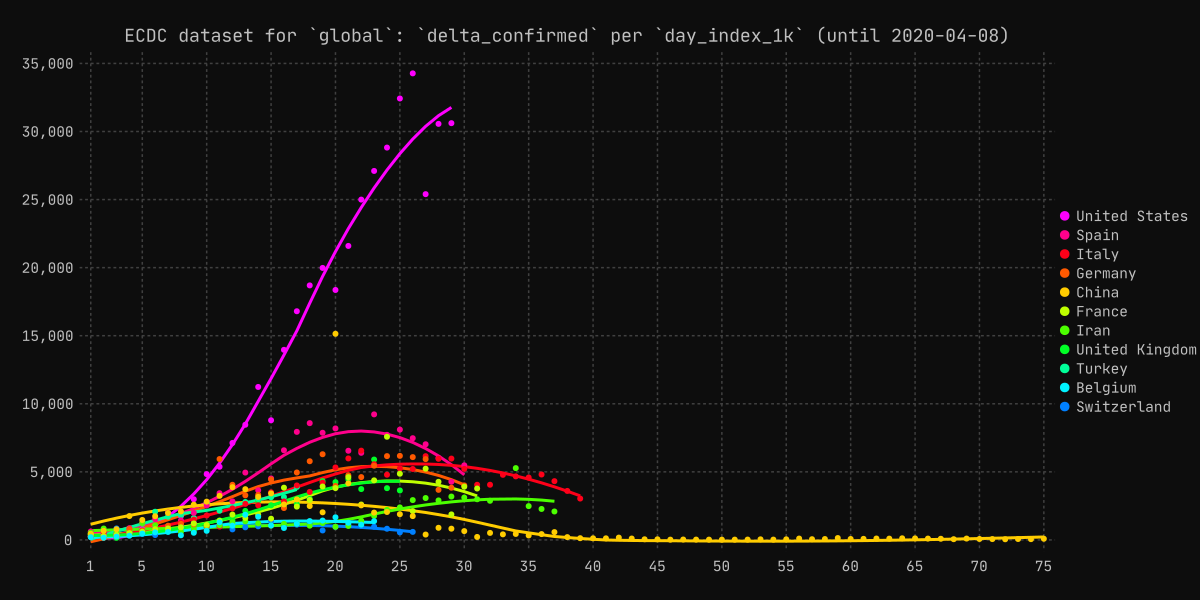 ECDC dataset for `global`: `delta_confirmed` per `day_index_1k` (until 2020-04-08)
35,000
30,000
25,000
20,000
15,000
10,000
5,000
0
1 5 10 15 20 25 30 35 40 45 50 55 60 65 70 75
United States
Spain
Italy
Germany
China
France
Iran
United Kingdom
Turkey
Belgium
Switzerland